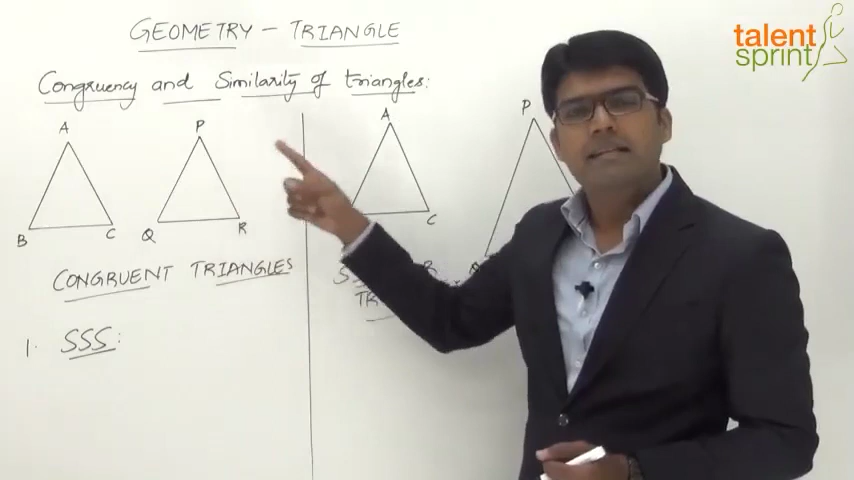 GEOMETRY - TRIANGLE
talent
sprint
Congruency and Similarity of triangles:
A
P
A
P
B
C
Q
R
C
CONGRUENT TRIANGLES
1. SSS: